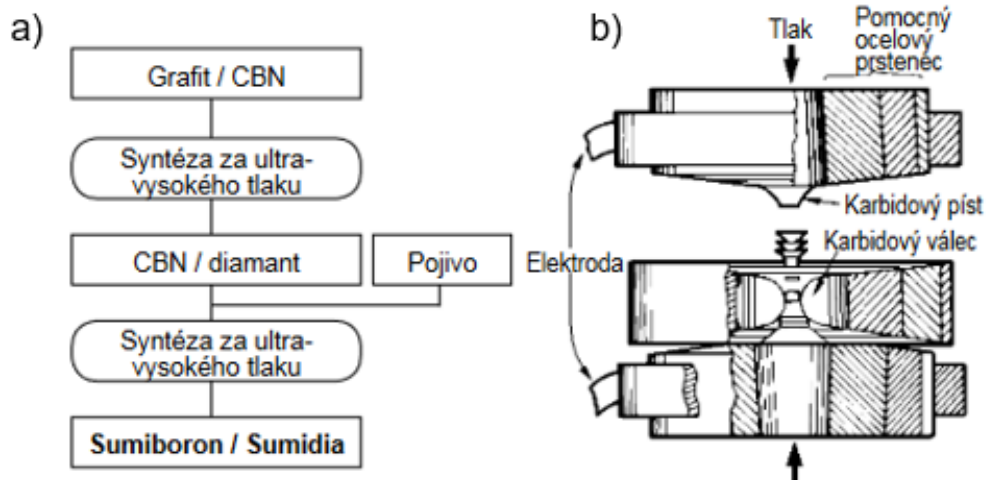 a)
Grafit / CBN
Syntéza za ultra-
vysokého tlaku
CBN / diamant
Pojivo
Syntéza za ultra-
vysokého tlaku
Sumiboron / Sumidia
b)
Tlak
Pomocný
ocelový
prstenec
Karbidový píst
Karbidový válec
Elektroda